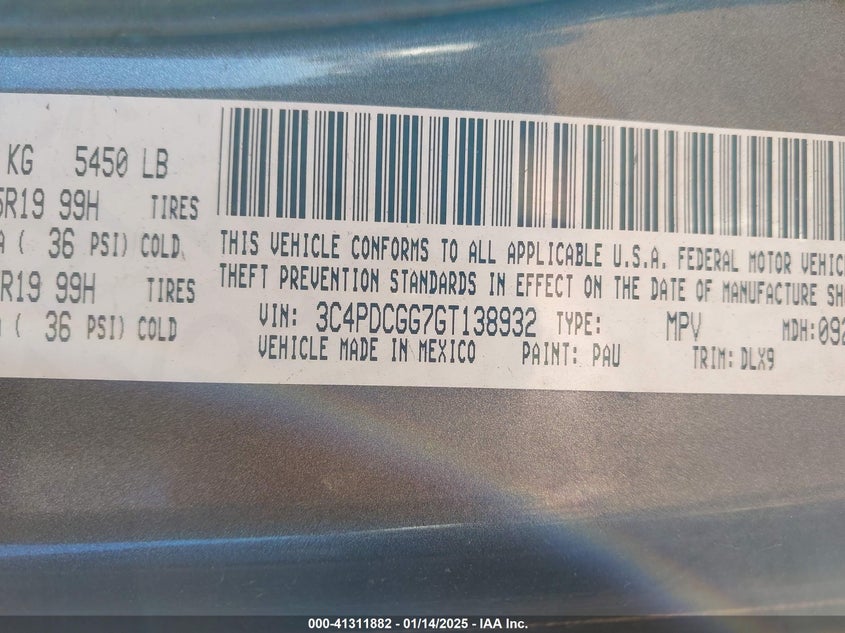 KG 5450 LB
5R19 99H TIRES
A ( 36 PSI) COLD
R19 99H TIRES
( 36 PSI) COLD
THIS VEHICLE CONFORMS TO ALL APPLICABLE U.S.A. FEDERAL MOTOR VEHIC
THEFT PREVENTION STANDARDS IN EFFECT ON THE DATE OF MANUFACTURE SH
VIN: 3C4PDCGG7GT138932 TYPE: MPV MDH:092
VEHICLE MADE IN MEXICO PAINT: PAU TRIM: DLX9
000-41311882 - 01/14/2025 - IAA Inc.